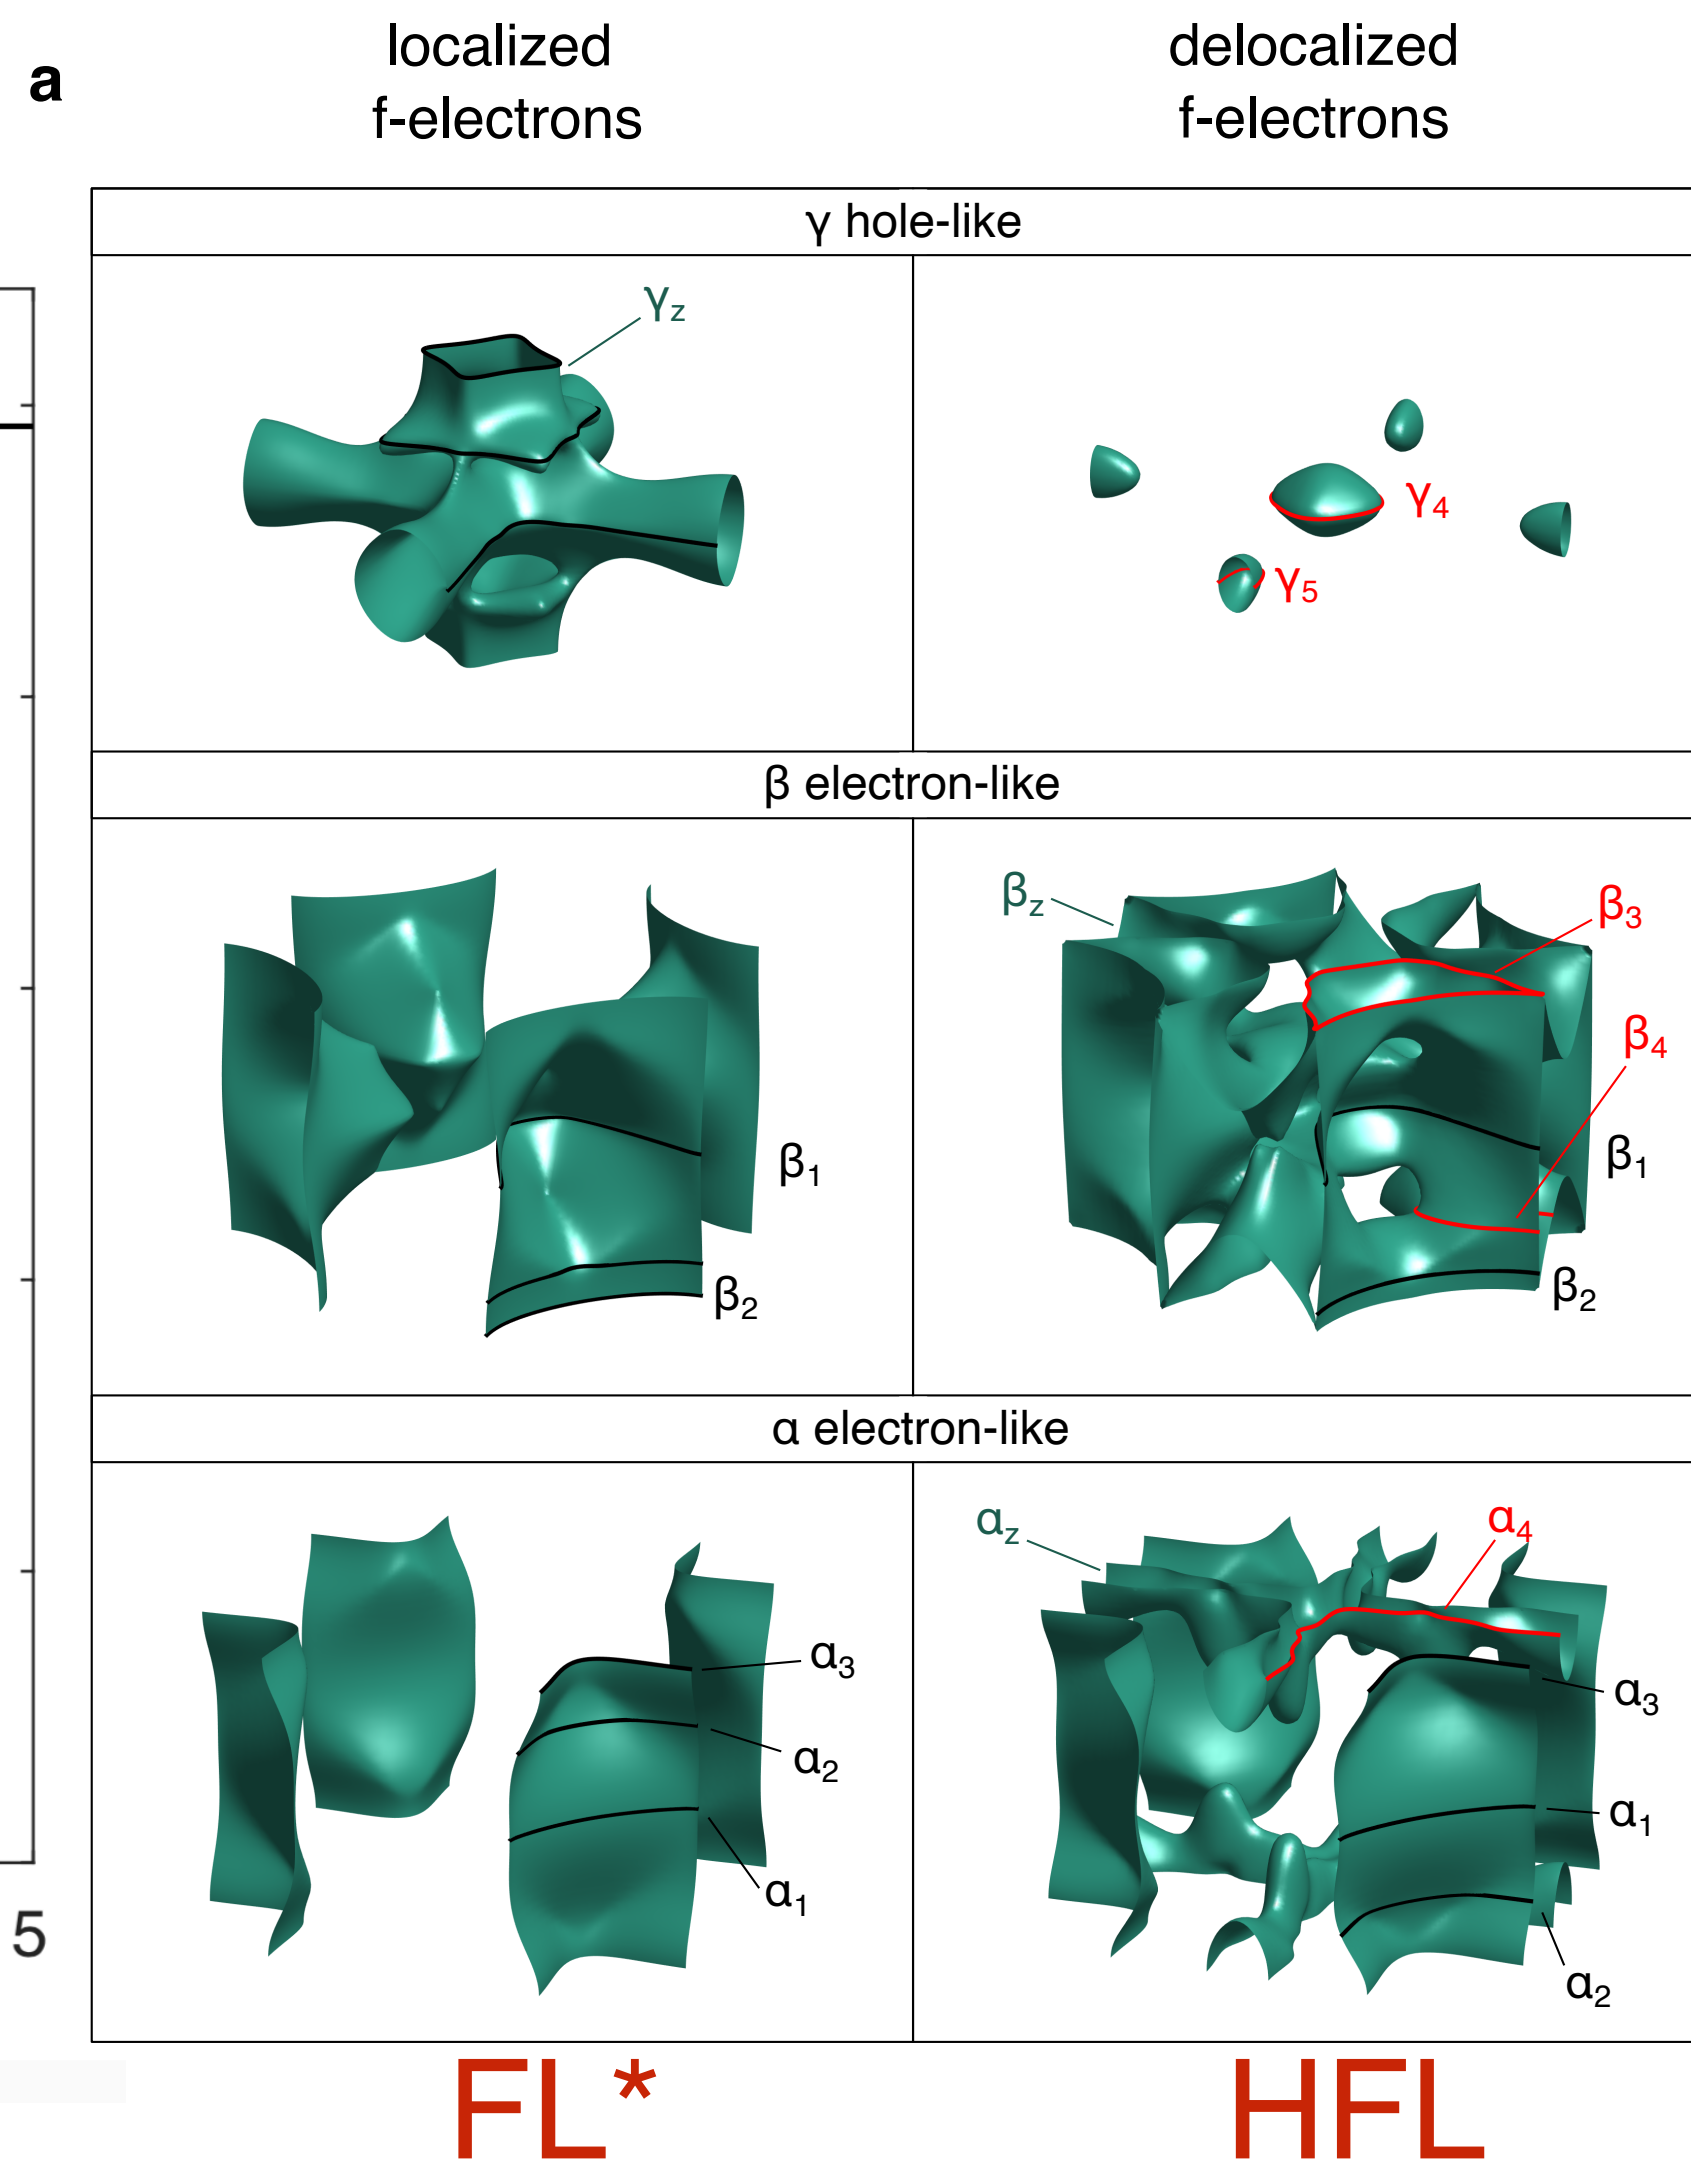 a
localized
f-electrons
delocalized
f-electrons
γ hole-like
γz
γ4
γ5
β electron-like
β1
β2
βz
β3
β4
β1
β2
α electron-like
α3
α2
α1
αz
α4
α3
α1
α2
5
FL*
HFL